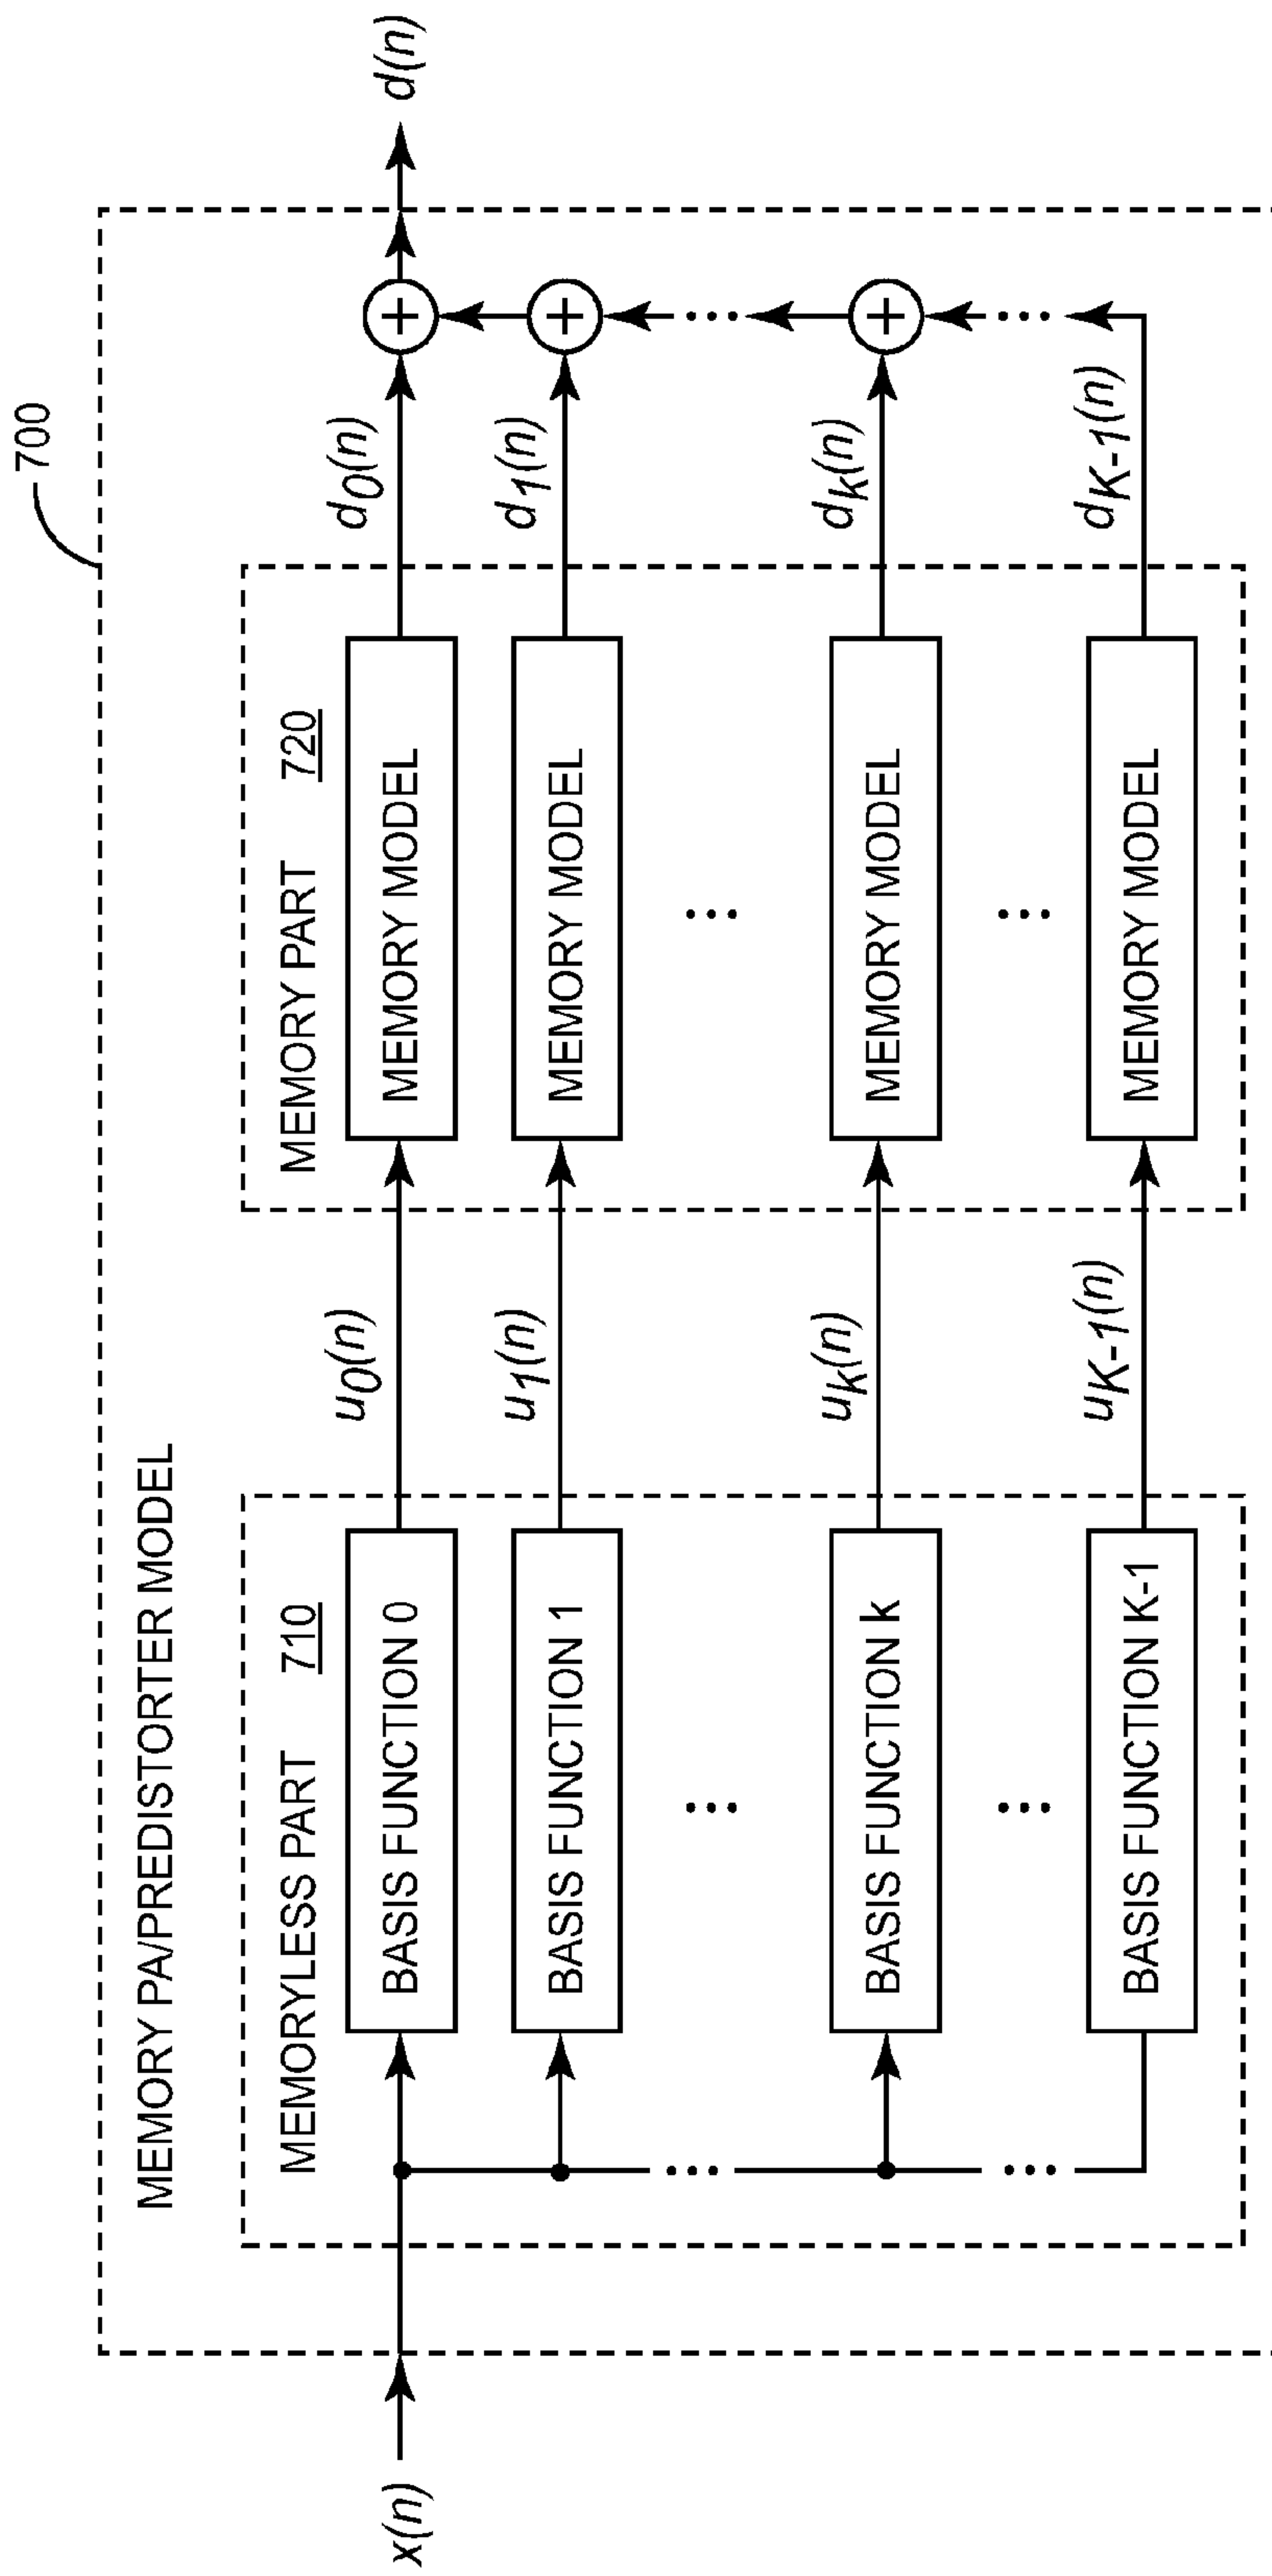 700
MEMORY PA/PREDISTORTER MODEL
MEMORYLESS PART 710
MEMORY PART 720
x(n)
BASIS FUNCTION 0
u0(n)
MEMORY MODEL
d0(n)
d(n)
BASIS FUNCTION 1
u1(n)
MEMORY MODEL
d1(n)
...
...
...
...
BASIS FUNCTION k
uk(n)
MEMORY MODEL
dk(n)
...
...
...
...
BASIS FUNCTION K-1
uK-1(n)
MEMORY MODEL
dK-1(n)
+
+
+